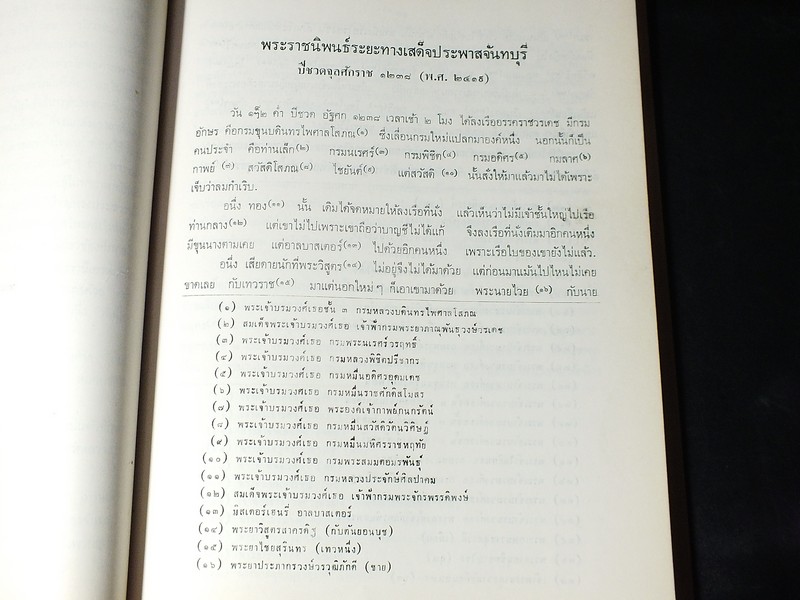 พระราชนิพนธ์ระยะทางเสด็จประพาสจันทบุรี
ปีชวดจุลศักราช ๑๒๓๘ (พ.ศ. ๒๔๑๙)
ค่ำ ปีชวด อัฐศก ๑๒๓๘ เวลาเช้า ๒ โมง ได้ลงเรืออรรคราชวรเดช มีกรม
อักษร คือกรมขุนบดินทรไพศาลโสภณ(๑) ซึ่งเลื่อนกรมใหม่แปลกมาองค์หนึ่ง นอกนั้นก็เป็น
คนประจำ คือท่านเล็ก(๒) กรมนเรศร์(๓) กรมพิชิต(๔) กรมอดิศร(๕) กมลาศ(๖)
กาพย์ (๗) สวัสดิโสภณ(๘) ไชยันต์(๙) แต่สวัสดิ (๑๐) นั้นสั่งให้มาแล้วมาไม่ได้เพราะ
เจ็บว่าลมกำเริบ.
อนึ่ง ทอง(๑๑) นั้น เดิมได้จดหมายให้ลงเรือที่นั่ง แล้วเห็นว่าไม่มีเจ้าชั้นใหญ่ไปเรือ
ท่านกลาง(๑๒) แต่เขาไม่ไปเพราะเขาถือว่าบาญชีไม่ได้แก้ จึงลงเรือที่นั่งเดิมมาอีกคนหนึ่ง
มีขุนนางตามเคย แต่อาลบาสเตอร์(๑๓) ไปด้วยอีกคนหนึ่ง เพราะเรือใบของเขายังไม่แล้ว.
อนึ่ง เสียดายนักที่พระวิสูตร(๑๔) ไม่อยู่จึงไม่ได้มาด้วย แต่ก่อนมาแม้นไปไหนไม่เคย
ขาดเลย กับเทวราช(๑๕) มาแต่นอกใหม่ ๆ ก็เอาเขามาด้วย พระนายไวย (๑๖) กับนาย
(๑) พระเจ้าบรมวงศ์เธอชั้น ๓ กรมหลวงบดินทรไพศาลโสภณ
(๒) สมเด็จพระเจ้าบรมวงศ์เธอ เจ้าฟ้ากรมพระยาภาณุพันธุวงษ์วรเดช
(๓) พระเจ้าบรมวงศ์เธอ กรมพระนเรศร์วรฤทธิ์
(๔) พระเจ้าบรมวงศ์เธอ กรมหลวงพิชิตปรีชากร
(๕) พระเจ้าบรมวงศ์เธอ กรมหมื่นอดิศรอุดมเดช
(๖) พระเจ้าบรมวงศเธอ กรมหมื่นราชศักดิสโมสร
(๗) พระเจ้าบรมวงศ์เธอ พระองค์เจ้ากาพย์กนกรัตน์
(๘) พระเจ้าบรมวงศ์เธอ กรมหมื่นสวัสดิวัตนวิศิษฎ์
(๙) พระเจ้าบรมวงศ์เธอ กรมหมื่นมหิศรราชหฤทัย
(๑๐) พระเจ้าบรมวงศ์เธอ กรมพระสมมตอมรพันธุ์
(๑๑) พระเจ้าบรมวงศ์เธอ กรมหลวงประจักษ์ศิลปาคม
(๑๒) สมเด็จพระเจ้าบรมวงศ์เธอ เจ้าฟ้ากรมพระจักรพรรดิพงษ์
(๑๓) มิสเตอร์เฮนรี่ อาลบาสเตอร์
(๑๔) พระยาวิสูตรสาครดิฐ (กัปตันยอนบุช)
(๑๕) พระยาไชยสุรินทร (เทวหนึ่ง)
(๑๖) พระยาประภากรวงษ์วรวุฒิภักดี (ชาย)